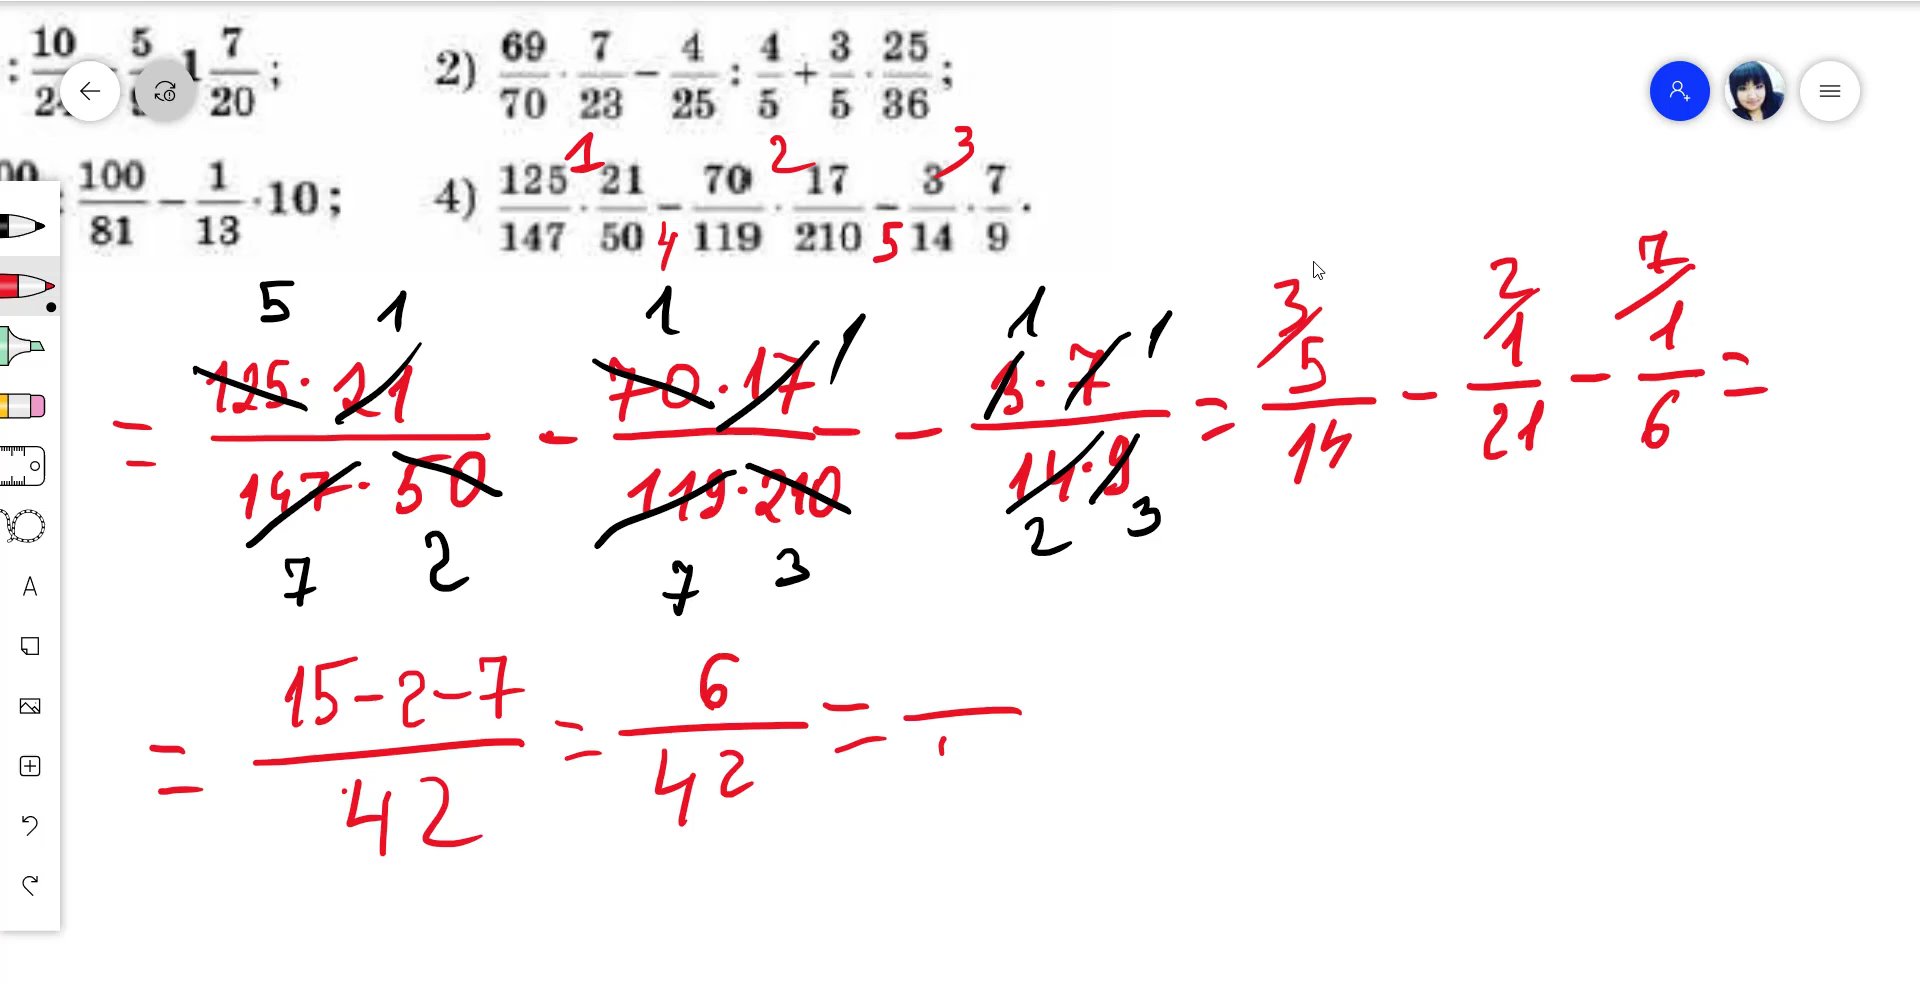 : 10/24 · 5/9 1 7/20 ; 2) 69/70 · 7/23 − 4/25 : 4/5 + 3/5 · 25/36 ;
1 2 3
00 : 100/81 − 1/13 · 10 ; 4) 125/147 · 21/50 − 70/119 · 17/210 − 3/14 · 7/9 .
4 5
5 1 1 1 1 1 3/ 2/ 7/
= 125 · 21 / 147 · 50 − 70 · 17 / 119 · 210 − 3 · 7 / 14 · 9 = 5/14 − 1/21 − 1/6 =
7 2 7 3 2 3
= 15 − 2 − 7 / 42 = 6/42 =
A